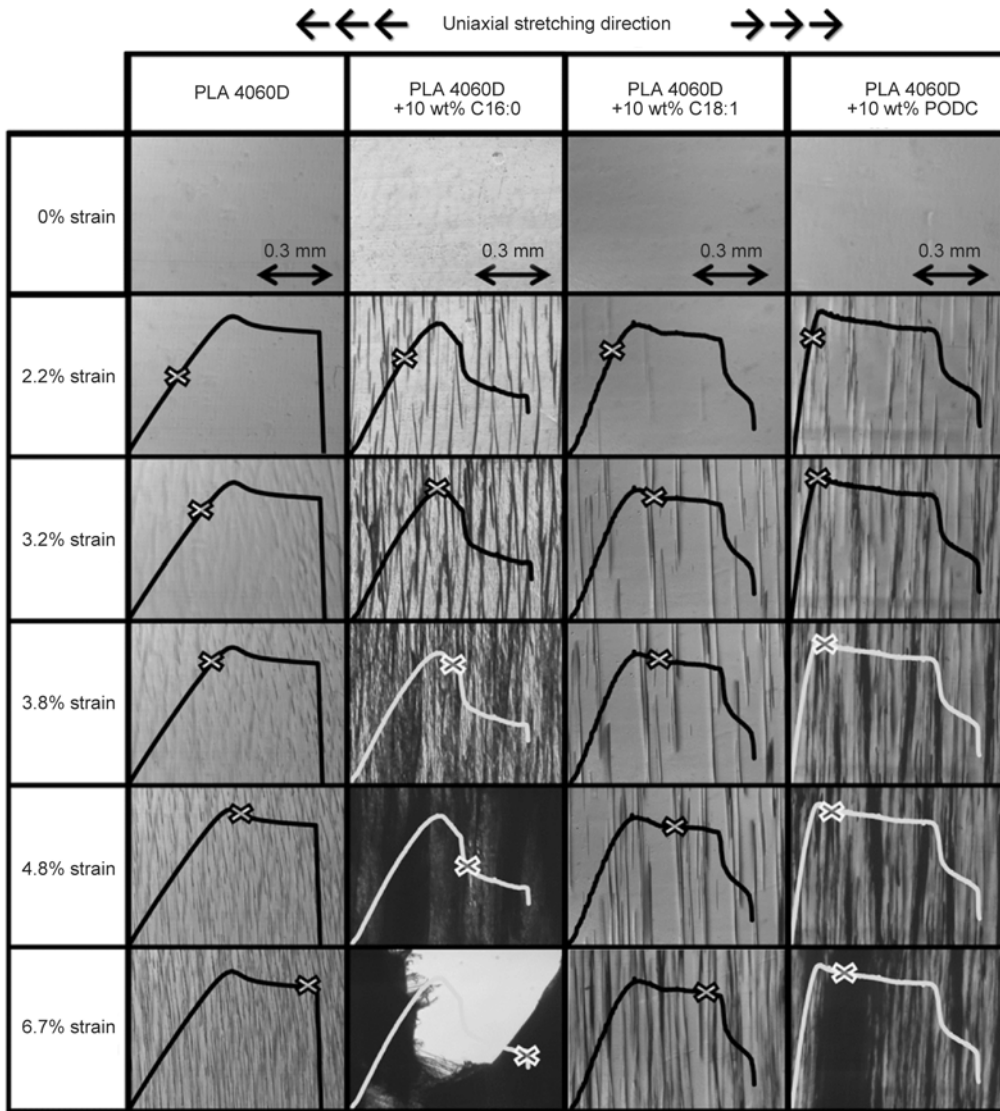 Uniaxial stretching direction
PLA 4060D
PLA 4060D
+10 wt% C16:0
PLA 4060D
+10 wt% C18:1
PLA 4060D
+10 wt% PODC
0% strain
0.3 mm
0.3 mm
0.3 mm
0.3 mm
2.2% strain
3.2% strain
3.8% strain
4.8% strain
6.7% strain